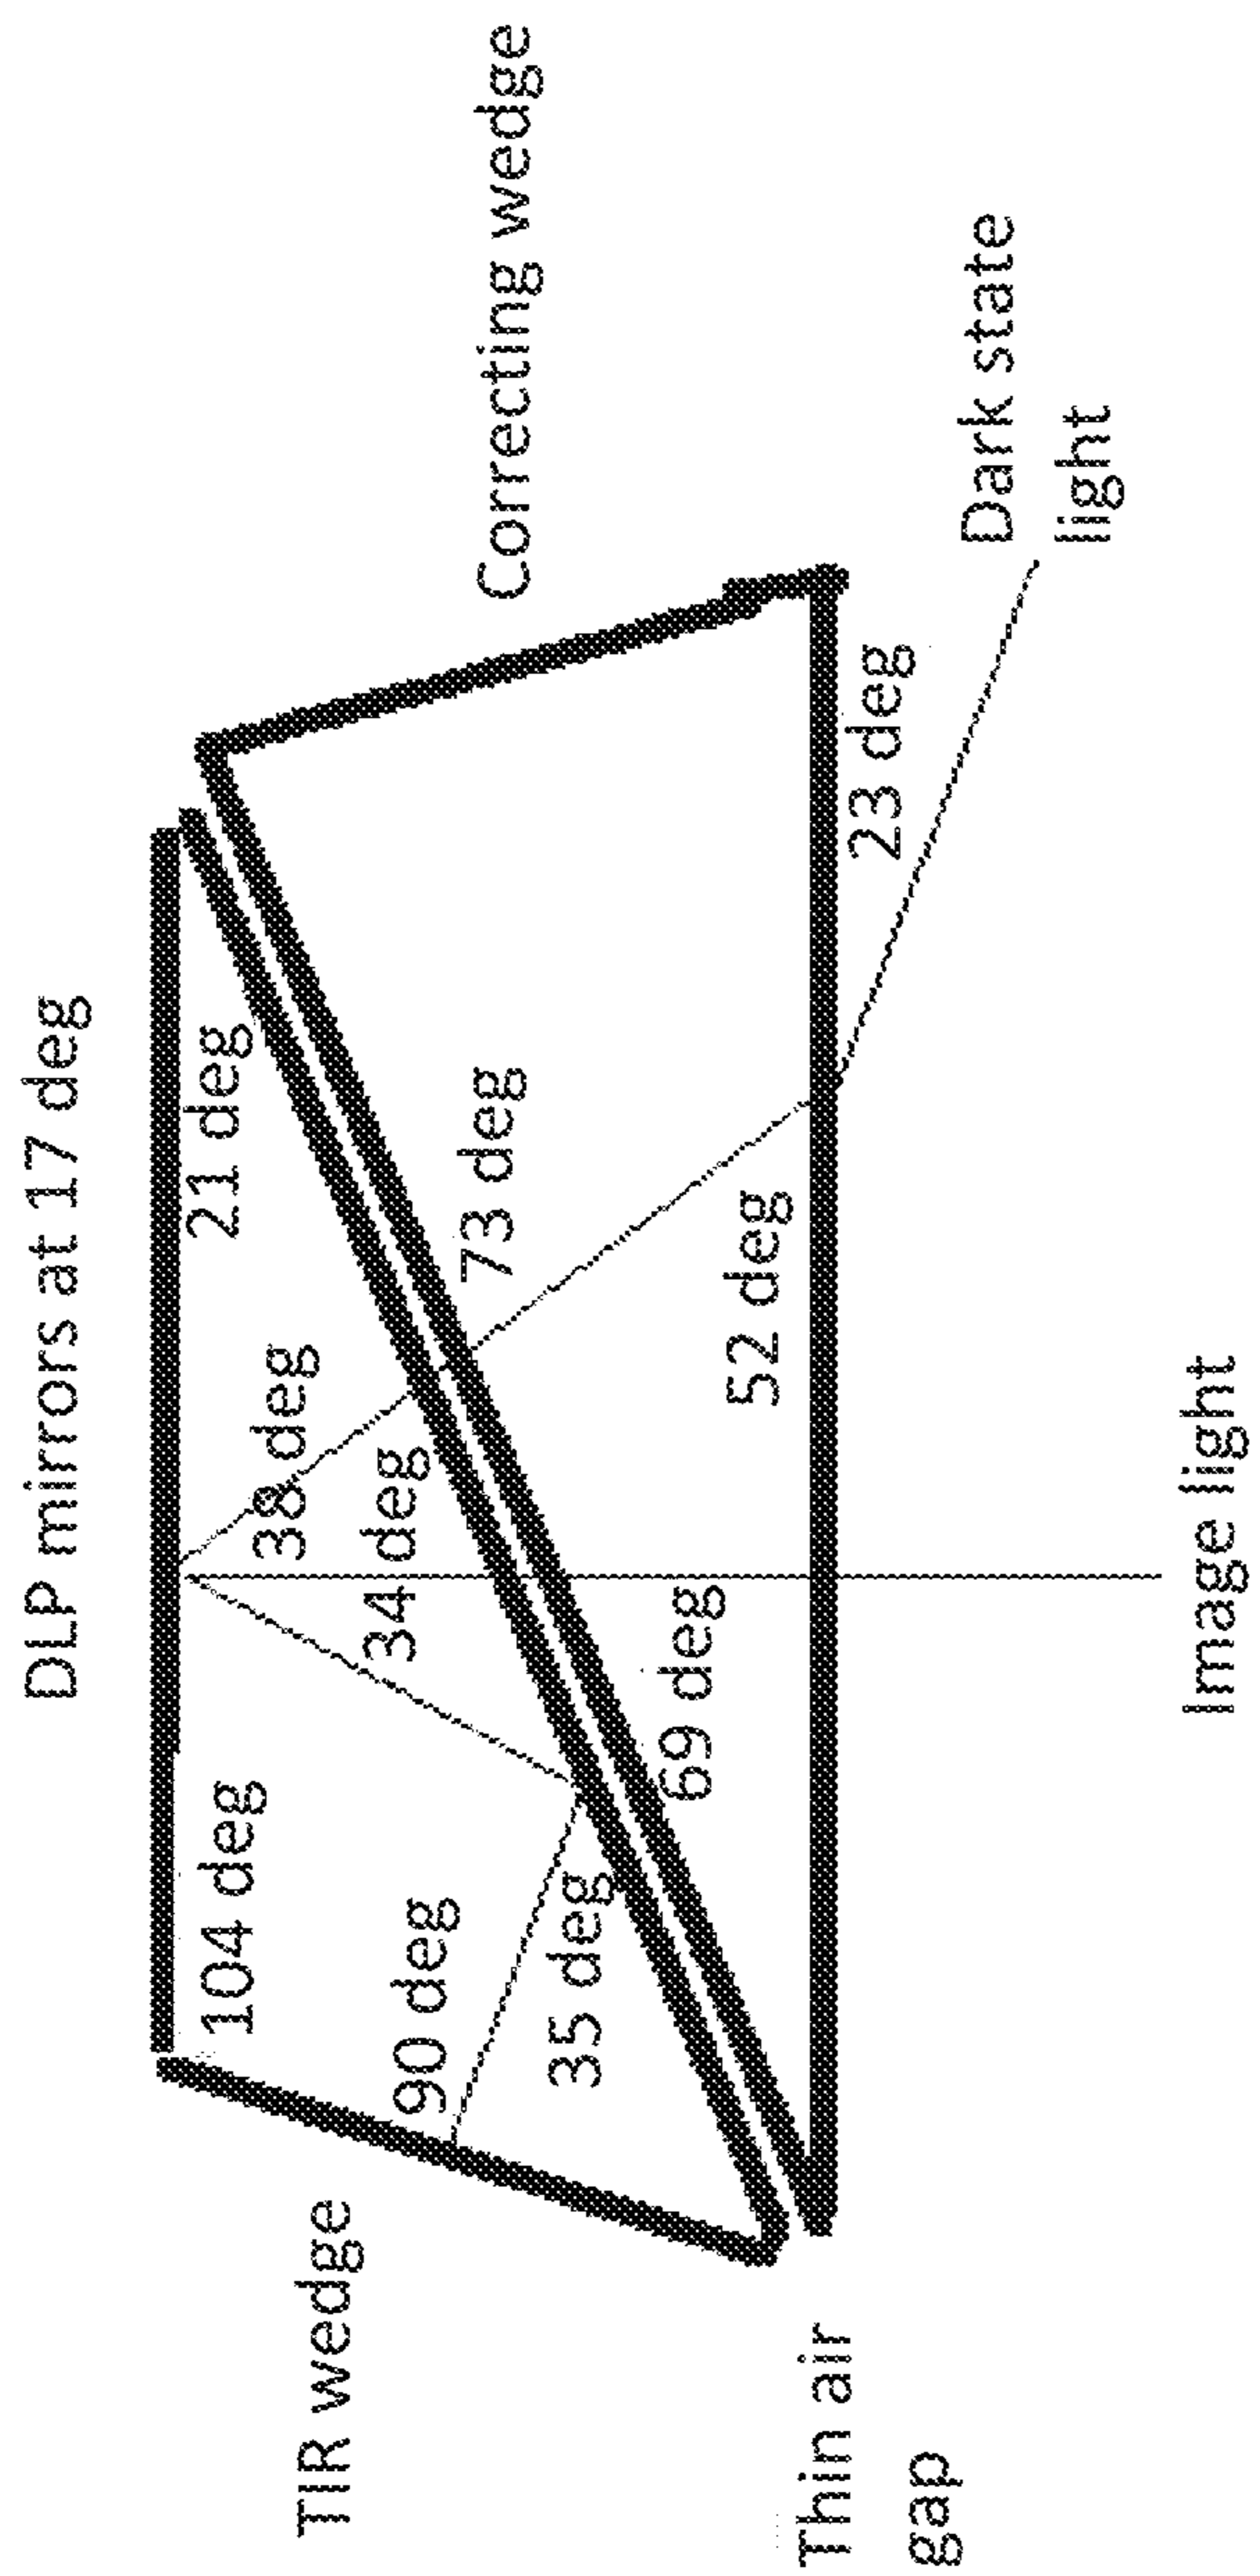 DLP mirrors at 17 deg
TIR wedge
104 deg
21 deg
38 deg
90 deg
34 deg
35 deg
73 deg
Correcting wedge
69 deg
52 deg
Thin air
gap
23 deg
Dark state
light
Image light